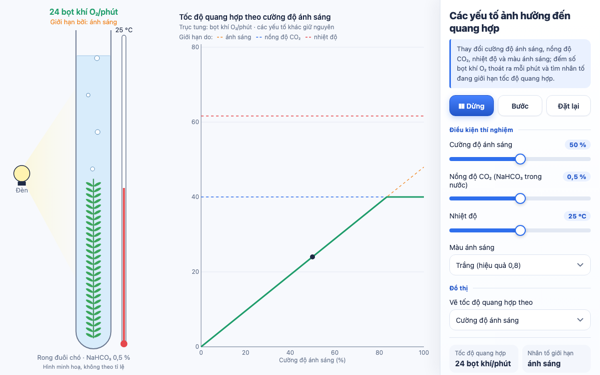 24 bọt khí O₂/phút
Giới hạn bởi: ánh sáng
25 °C
Đèn
Rong đuôi chó · NaHCO₃ 0,5 %
Hình minh hoạ, không theo tỉ lệ
Tốc độ quang hợp theo cường độ ánh sáng
Trục tung: bọt khí O₂/phút · các yếu tố khác giữ nguyên
Giới hạn do: -- ánh sáng -- nồng độ CO₂ -- nhiệt độ
80
60
40
20
0
0 20 40 60 80 100
Cường độ ánh sáng (%)
Các yếu tố ảnh hưởng đến
quang hợp
Thay đổi cường độ ánh sáng, nồng độ
CO₂, nhiệt độ và màu ánh sáng; đếm số
bọt khí O₂ thoát ra mỗi phút và tìm nhân tố
đang giới hạn tốc độ quang hợp.
Dừng
Bước
Đặt lại
Điều kiện thí nghiệm
Cường độ ánh sáng 50 %
Nồng độ CO₂ (NaHCO₃ trong
nước) 0,5 %
Nhiệt độ 25 °C
Màu ánh sáng
Trắng (hiệu quả 0,8)
Đồ thị
Vẽ tốc độ quang hợp theo
Cường độ ánh sáng
Tốc độ quang hợp
24 bọt khí/phút
Nhân tố giới hạn
ánh sáng